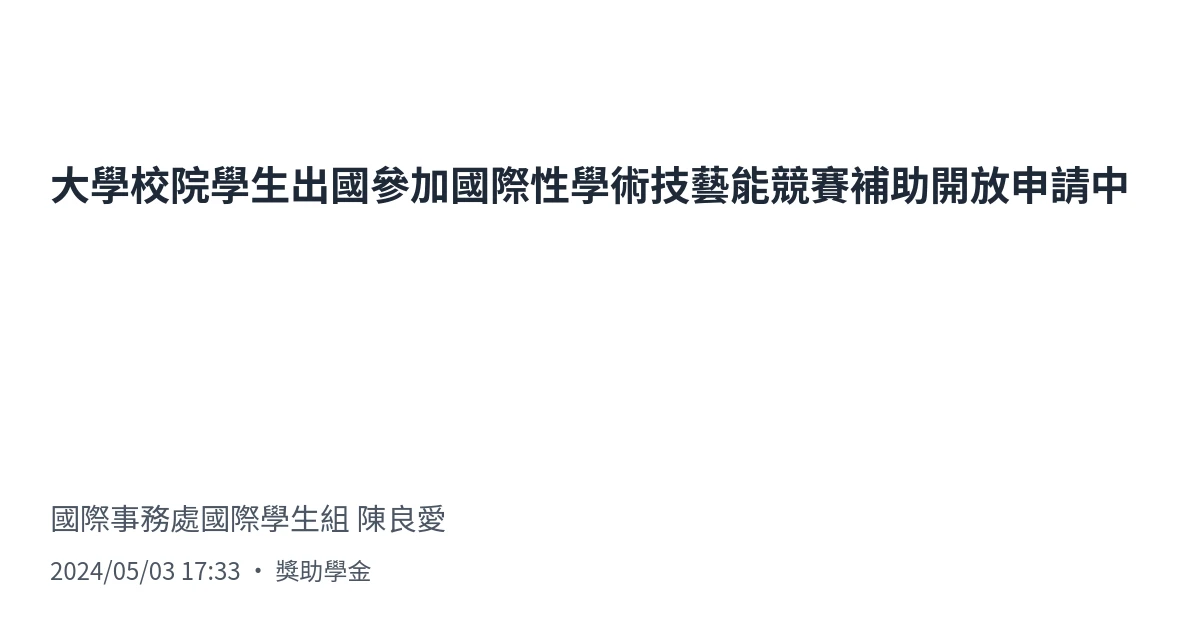 大學校院學生出國參加國際性學術技藝能競賽補助開放申請中
國際事務處國際學生組 陳良愛
2024/05/03 17:33 • 獎助學金